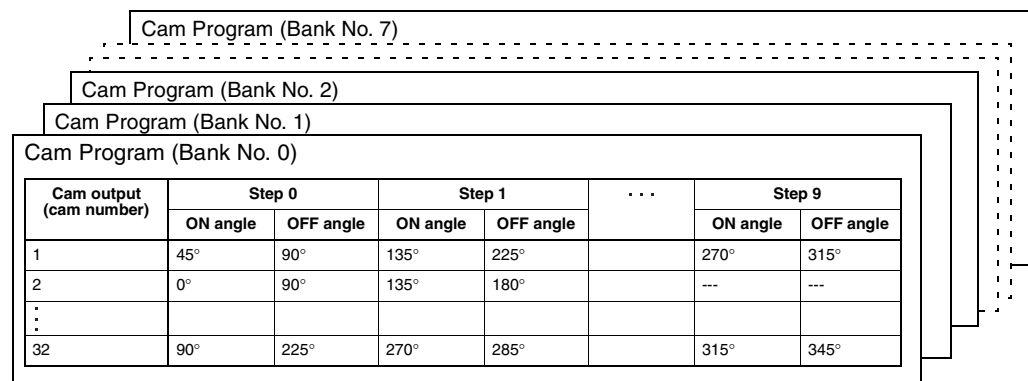 Cam Program (Bank No. 7)
Cam Program (Bank No. 2)
Cam Program (Bank No. 1)
Cam Program (Bank No. 0)
Cam output (cam number) Step 0 Step 1 · · · Step 9
ON angle OFF angle ON angle OFF angle ON angle OFF angle
1 45° 90° 135° 225° 270° 315°
2 0° 90° 135° 180° --- ---
:
32 90° 225° 270° 285° 315° 345°